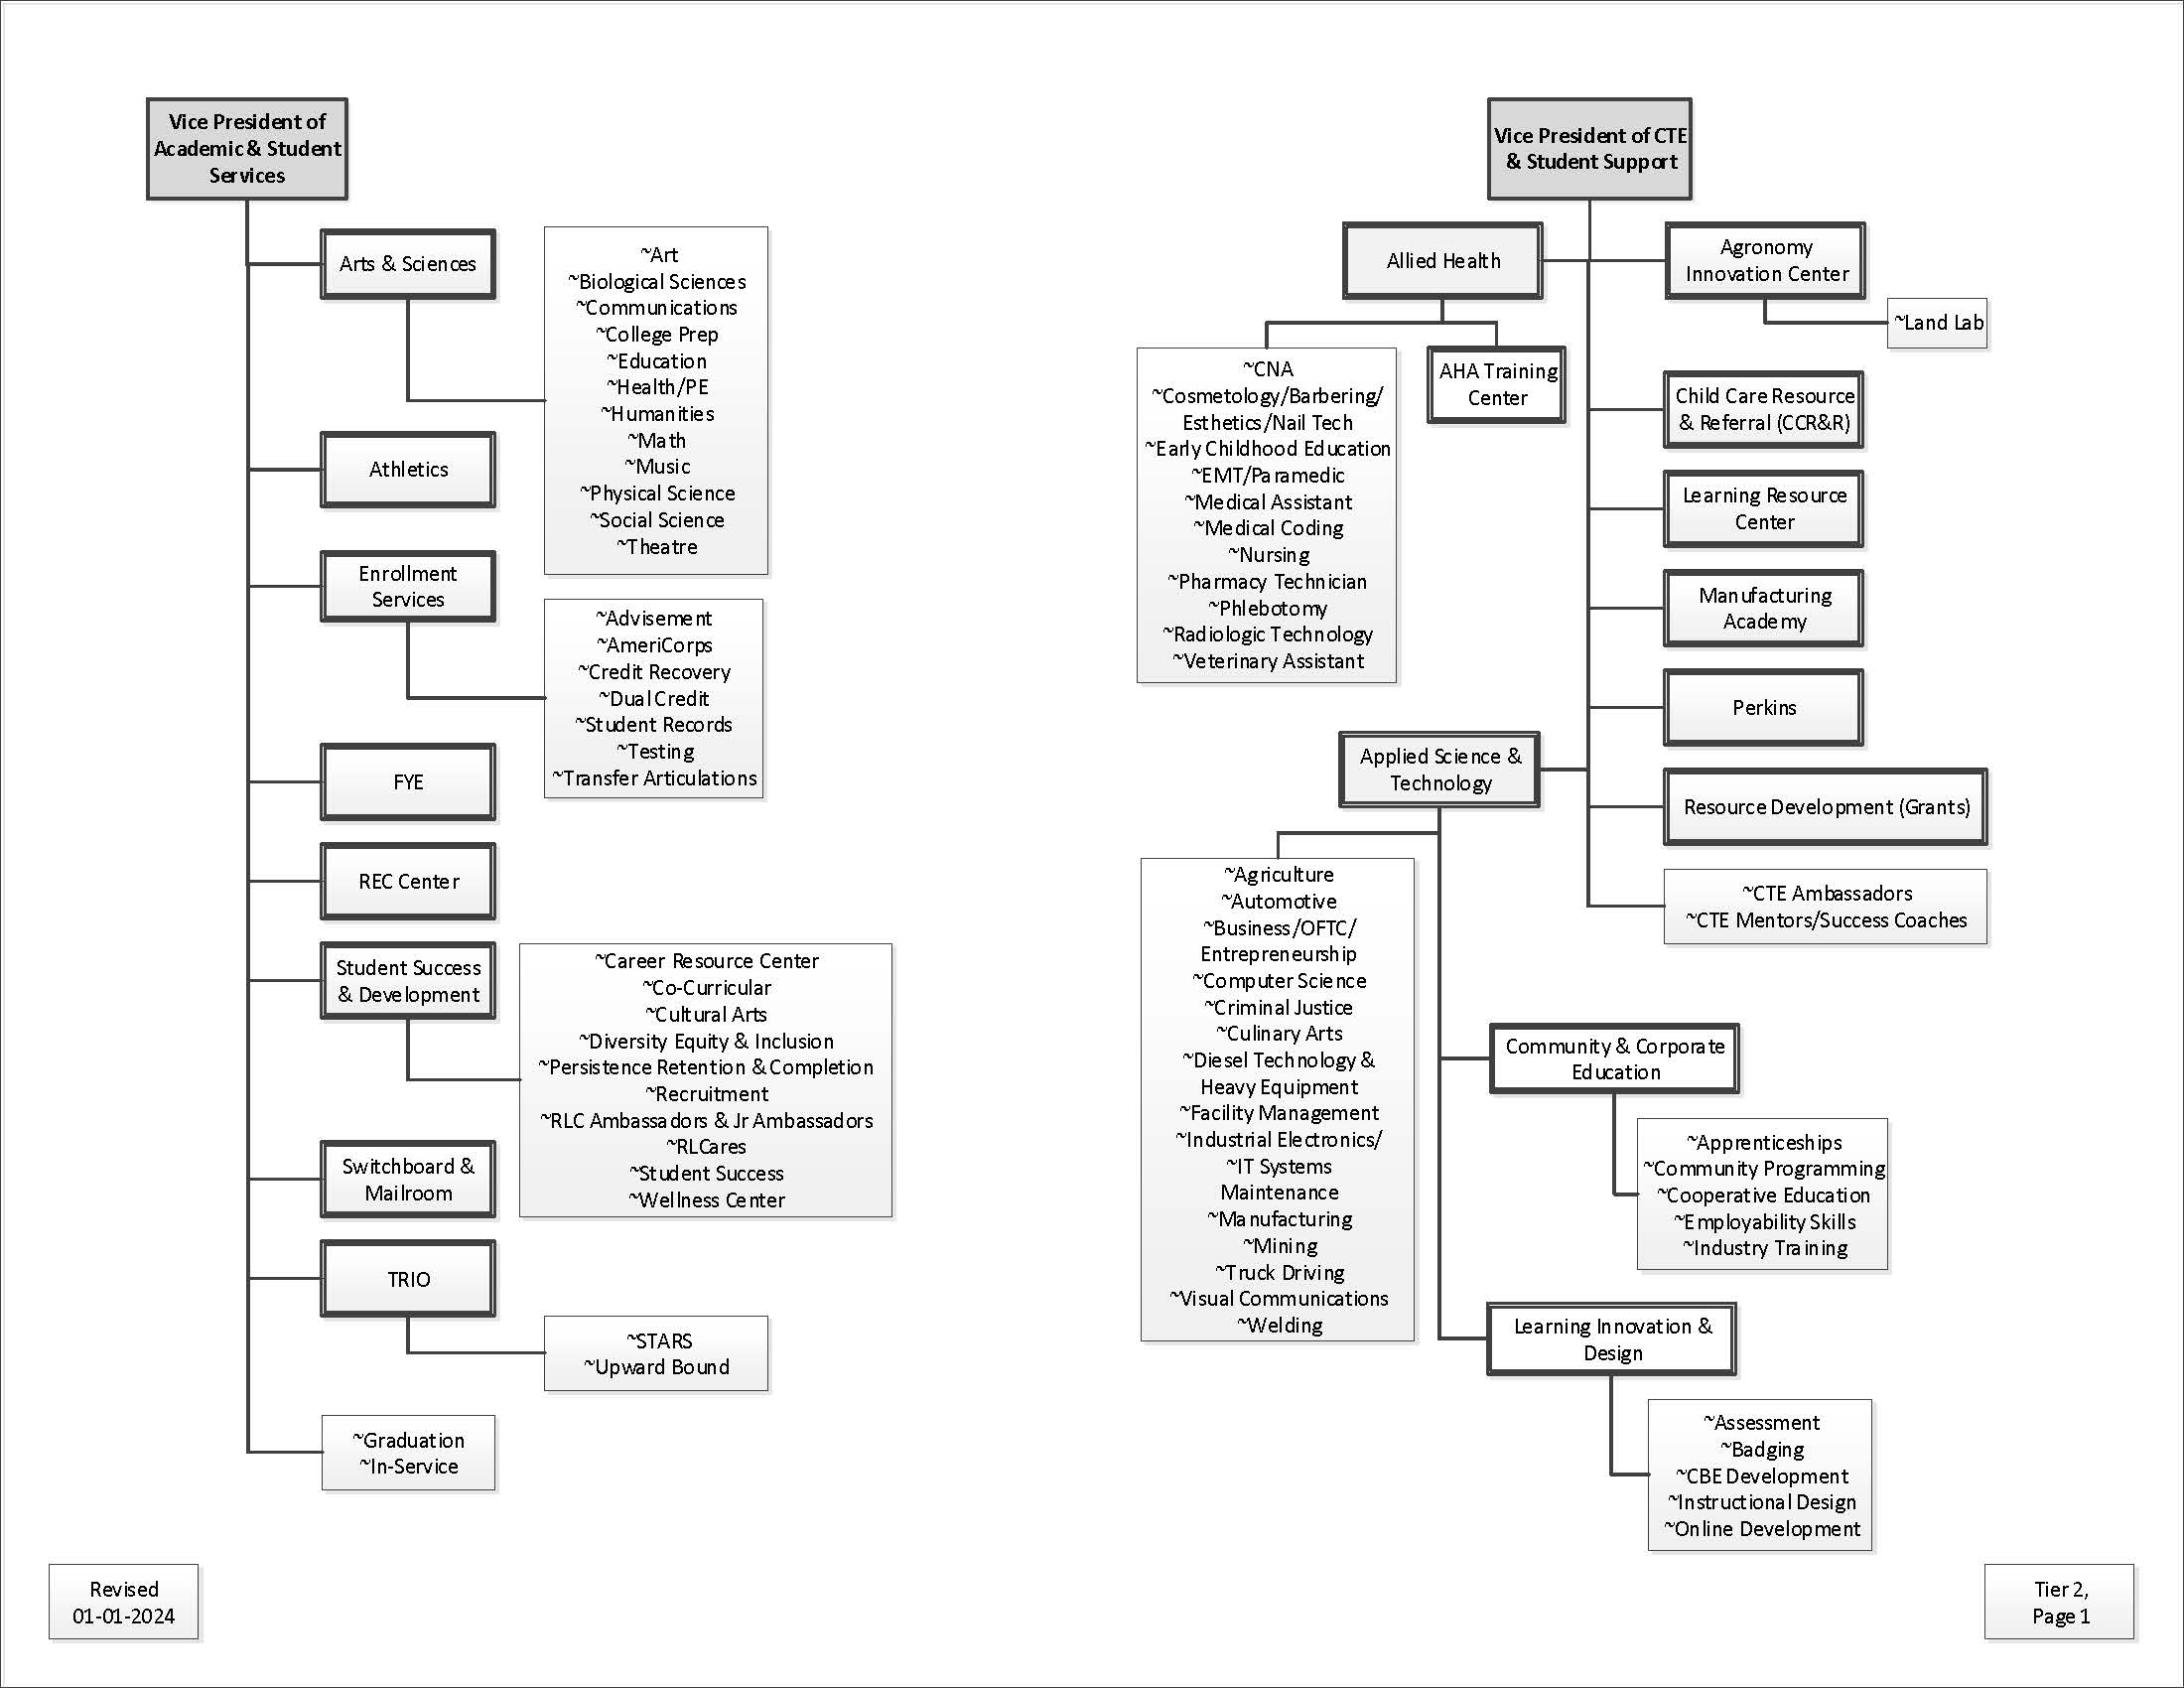 Vice President of
Academic & Student
Services
Arts & Sciences
~Art
~Biological Sciences
~Communications
~College Prep
~Education
~Health/PE
~Humanities
~Math
~Music
~Physical Science
~Social Science
~Theatre
Athletics
Enrollment
Services
~Advisement
~AmeriCorps
~Credit Recovery
~Dual Credit
~Student Records
~Testing
~Transfer Articulations
FYE
REC Center
Student Success
& Development
~Career Resource Center
~Co-Curricular
~Cultural Arts
~Diversity Equity & Inclusion
~Persistence Retention & Completion
~Recruitment
~RLC Ambassadors & Jr Ambassadors
~RLCares
~Student Success
~Wellness Center
Switchboard &
Mailroom
TRIO
~STARS
~Upward Bound
~Graduation
~In-Service
Revised
01-01-2024
Vice President of CTE
& Student Support
Allied Health
~CNA
~Cosmetology/Barbering/
Esthetics/Nail Tech
~Early Childhood Education
~EMT/Paramedic
~Medical Assistant
~Medical Coding
~Nursing
~Pharmacy Technician
~Phlebotomy
~Radiologic Technology
~Veterinary Assistant
AHA Training
Center
Agronomy
Innovation Center
~Land Lab
Child Care Resource
& Referral (CCR&R)
Learning Resource
Center
Manufacturing
Academy
Perkins
Resource Development (Grants)
~CTE Ambassadors
~CTE Mentors/Success Coaches
Applied Science &
Technology
~Agriculture
~Automotive
~Business/OFTC/
Entrepreneurship
~Computer Science
~Criminal Justice
~Culinary Arts
~Diesel Technology &
Heavy Equipment
~Facility Management
~Industrial Electronics/
~IT Systems
Maintenance
~Manufacturing
~Mining
~Truck Driving
~Visual Communications
~Welding
Community & Corporate
Education
~Apprenticeships
~Community Programming
~Cooperative Education
~Employability Skills
~Industry Training
Learning Innovation &
Design
~Assessment
~Badging
~CBE Development
~Instructional Design
~Online Development
Tier 2,
Page 1